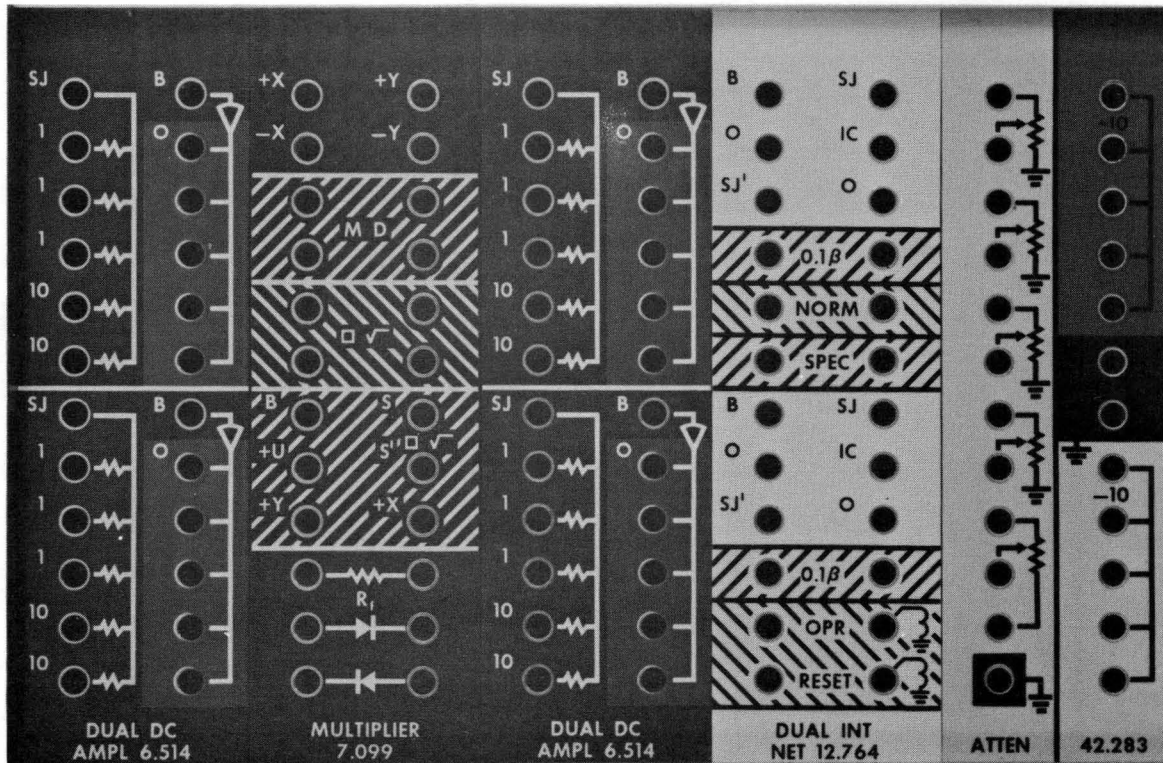 SJ B
1 O
1
1
10
10
SJ B
1 O
1
1
10
10
DUAL DC
AMPL 6.514
+X +Y
−X −Y
M D
□ √
B S
+U S'' □ √
+Y +X
Rf
MULTIPLIER
7.099
SJ B
1 O
1
1
10
10
SJ B
1 O
1
1
10
10
DUAL DC
AMPL 6.514
B SJ
O IC
SJ' O
0.1β
NORM
SPEC
B SJ
O IC
SJ' O
0.1β
OPR
RESET
DUAL INT
NET 12.764
ATTEN
−10
42.283